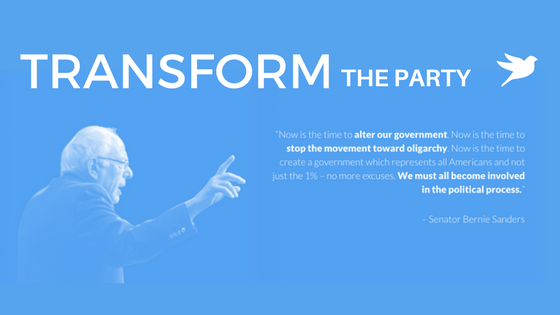 TRANSFORM THE PARTY
“Now is the time to alter our government. Now is the time to
stop the movement toward oligarchy. Now is the time to
create a government which represents all Americans and not
just the 1% – no more excuses. We must all become involved
in the political process.”
– Senator Bernie Sanders